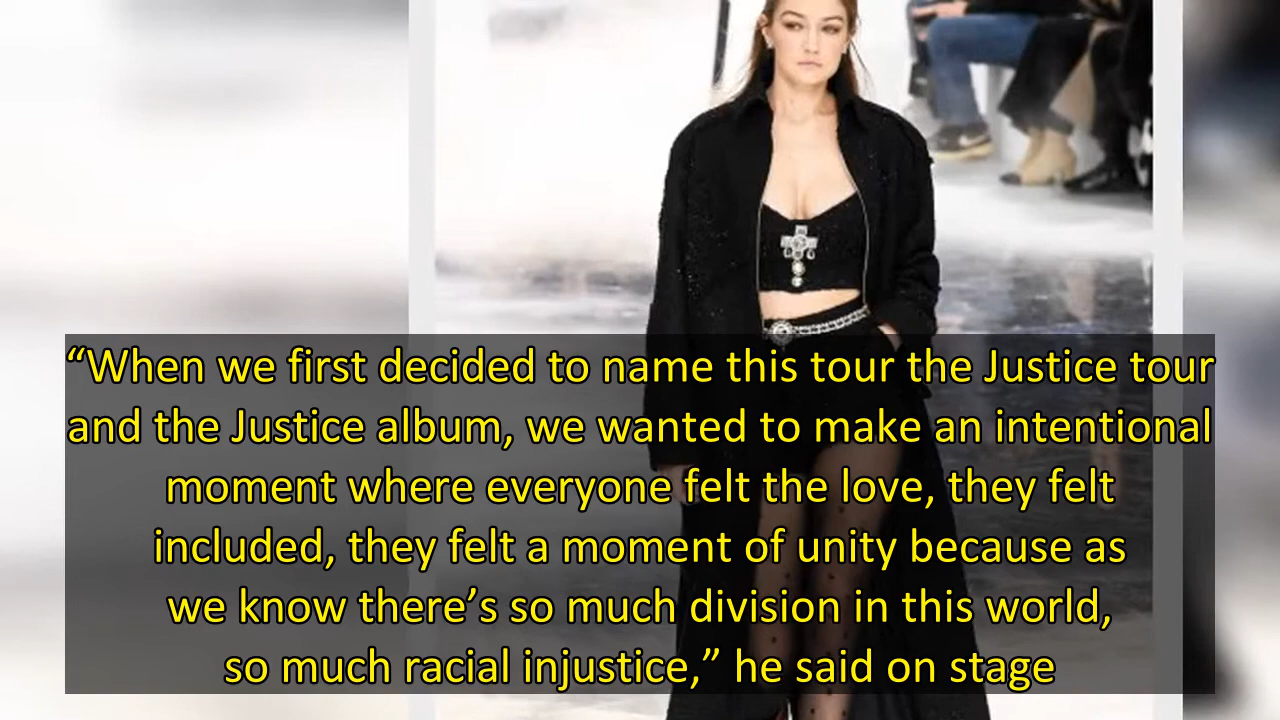 “When we first decided to name this tour the Justice tour
and the Justice album, we wanted to make an intentional
moment where everyone felt the love, they felt
included, they felt a moment of unity because as
we know there’s so much division in this world,
so much racial injustice,” he said on stage